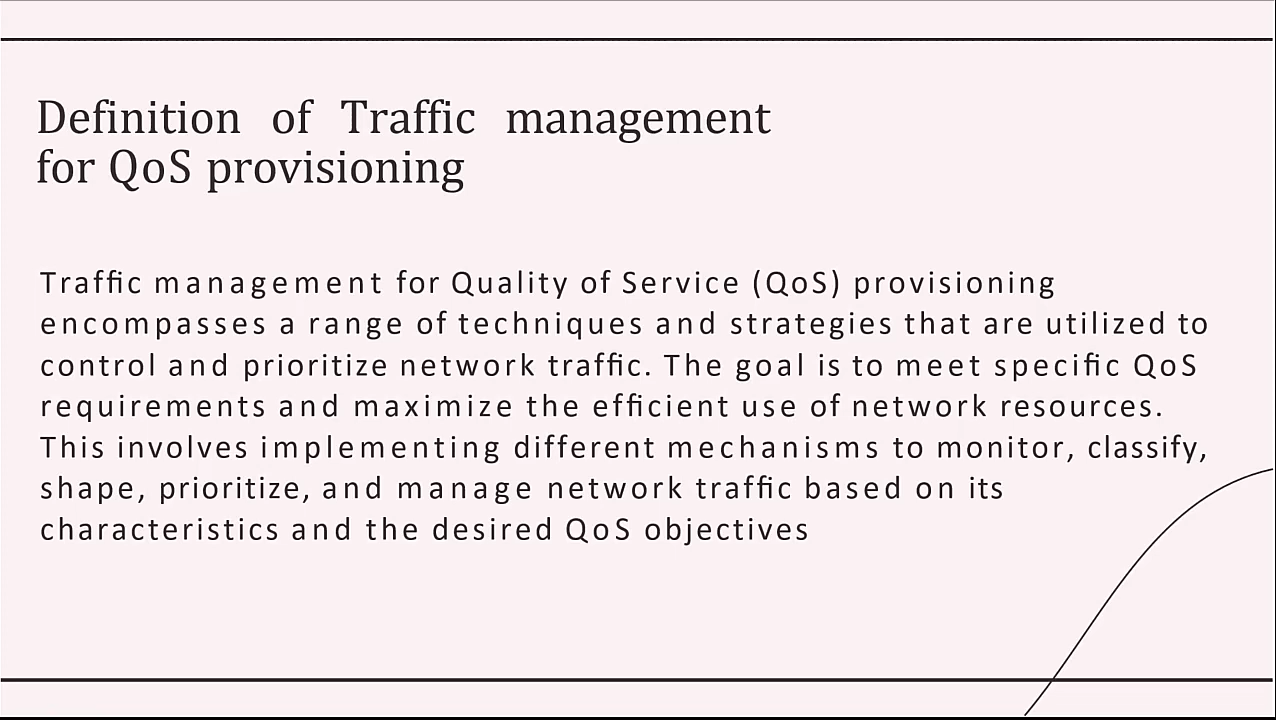 Definition of Traffic management
for QoS provisioning
Traffic management for Quality of Service (QoS) provisioning
encompasses a range of techniques and strategies that are utilized to
control and prioritize network traffic. The goal is to meet specific QoS
requirements and maximize the efficient use of network resources.
This involves implementing different mechanisms to monitor, classify,
shape, prioritize, and manage network traffic based on its
characteristics and the desired QoS objectives